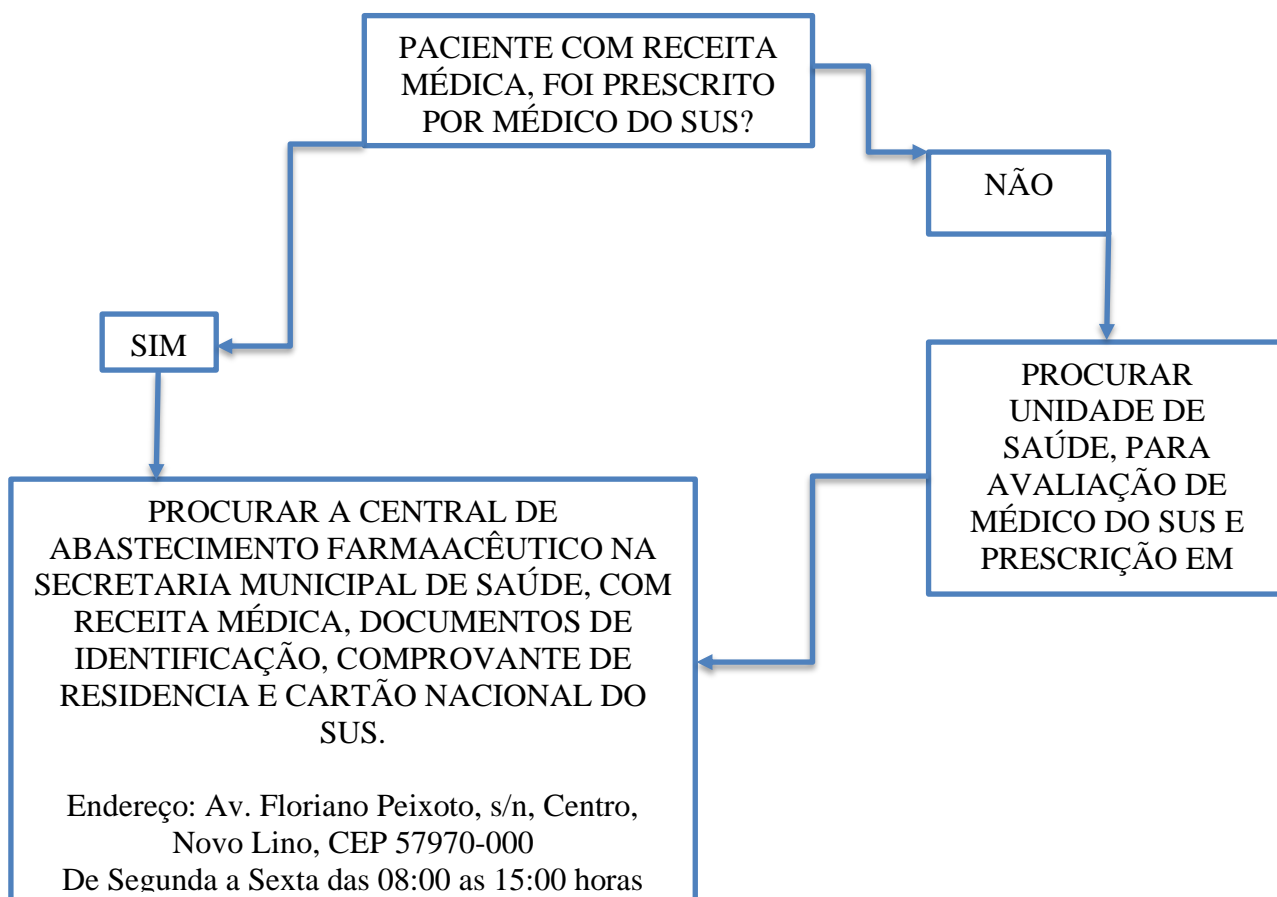 PACIENTE COM RECEITA
MÉDICA, FOI PRESCRITO
POR MÉDICO DO SUS?
NÃO
SIM
PROCURAR
UNIDADE DE
SAÚDE, PARA
AVALIAÇÃO DE
MÉDICO DO SUS E
PRESCRIÇÃO EM
PROCURAR A CENTRAL DE
ABASTECIMENTO FARMAACÊUTICO NA
SECRETARIA MUNICIPAL DE SAÚDE, COM
RECEITA MÉDICA, DOCUMENTOS DE
IDENTIFICAÇÃO, COMPROVANTE DE
RESIDENCIA E CARTÃO NACIONAL DO
SUS.
Endereço: Av. Floriano Peixoto, s/n, Centro,
Novo Lino, CEP 57970-000
De Segunda a Sexta das 08:00 as 15:00 horas